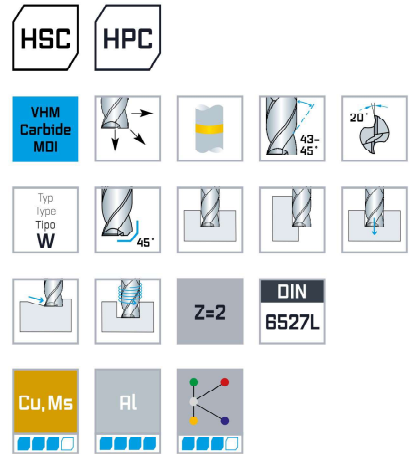 HSC HPC
VHM
Carbide
MDI
43-
45°
20°
Typ
Type
Tipo
W
45°
Z=2
DIN
6527L
Cu, Ms Al